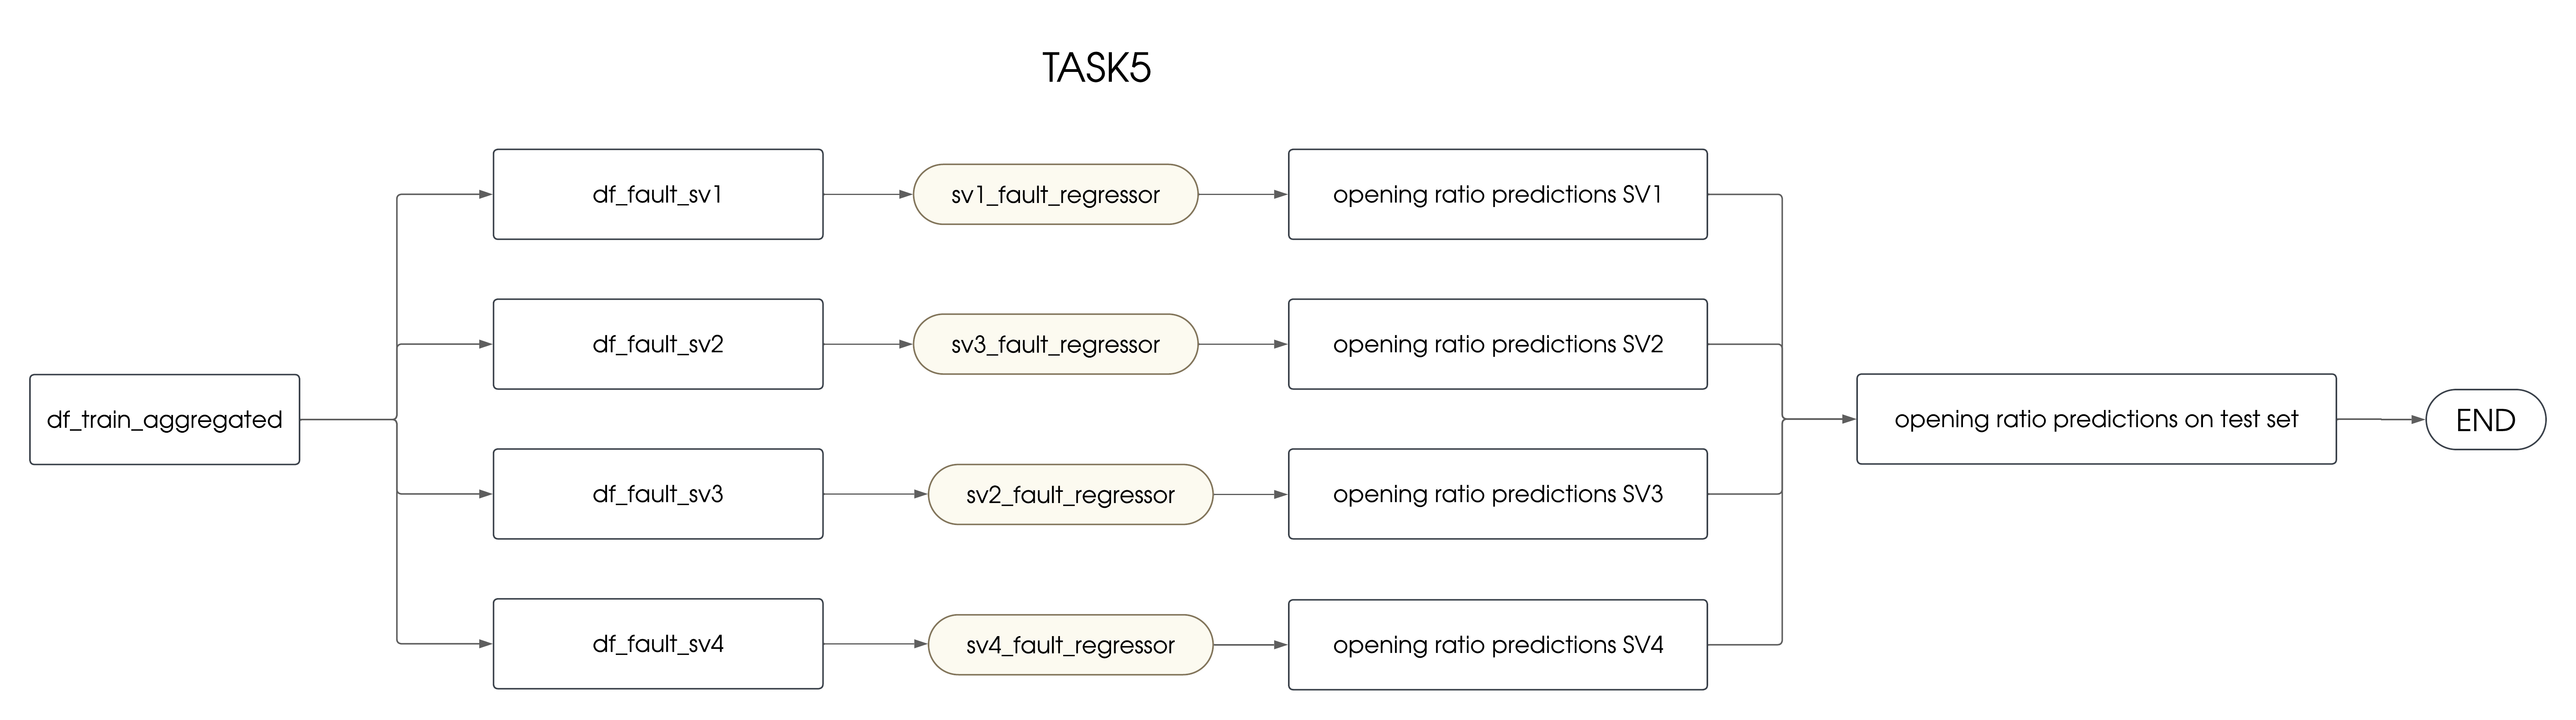 TASK5
df_fault_sv1
sv1_fault_regressor
opening ratio predictions SV1
df_fault_sv2
sv3_fault_regressor
opening ratio predictions SV2
df_train_aggregated
opening ratio predictions on test set
END
df_fault_sv3
sv2_fault_regressor
opening ratio predictions SV3
df_fault_sv4
sv4_fault_regressor
opening ratio predictions SV4